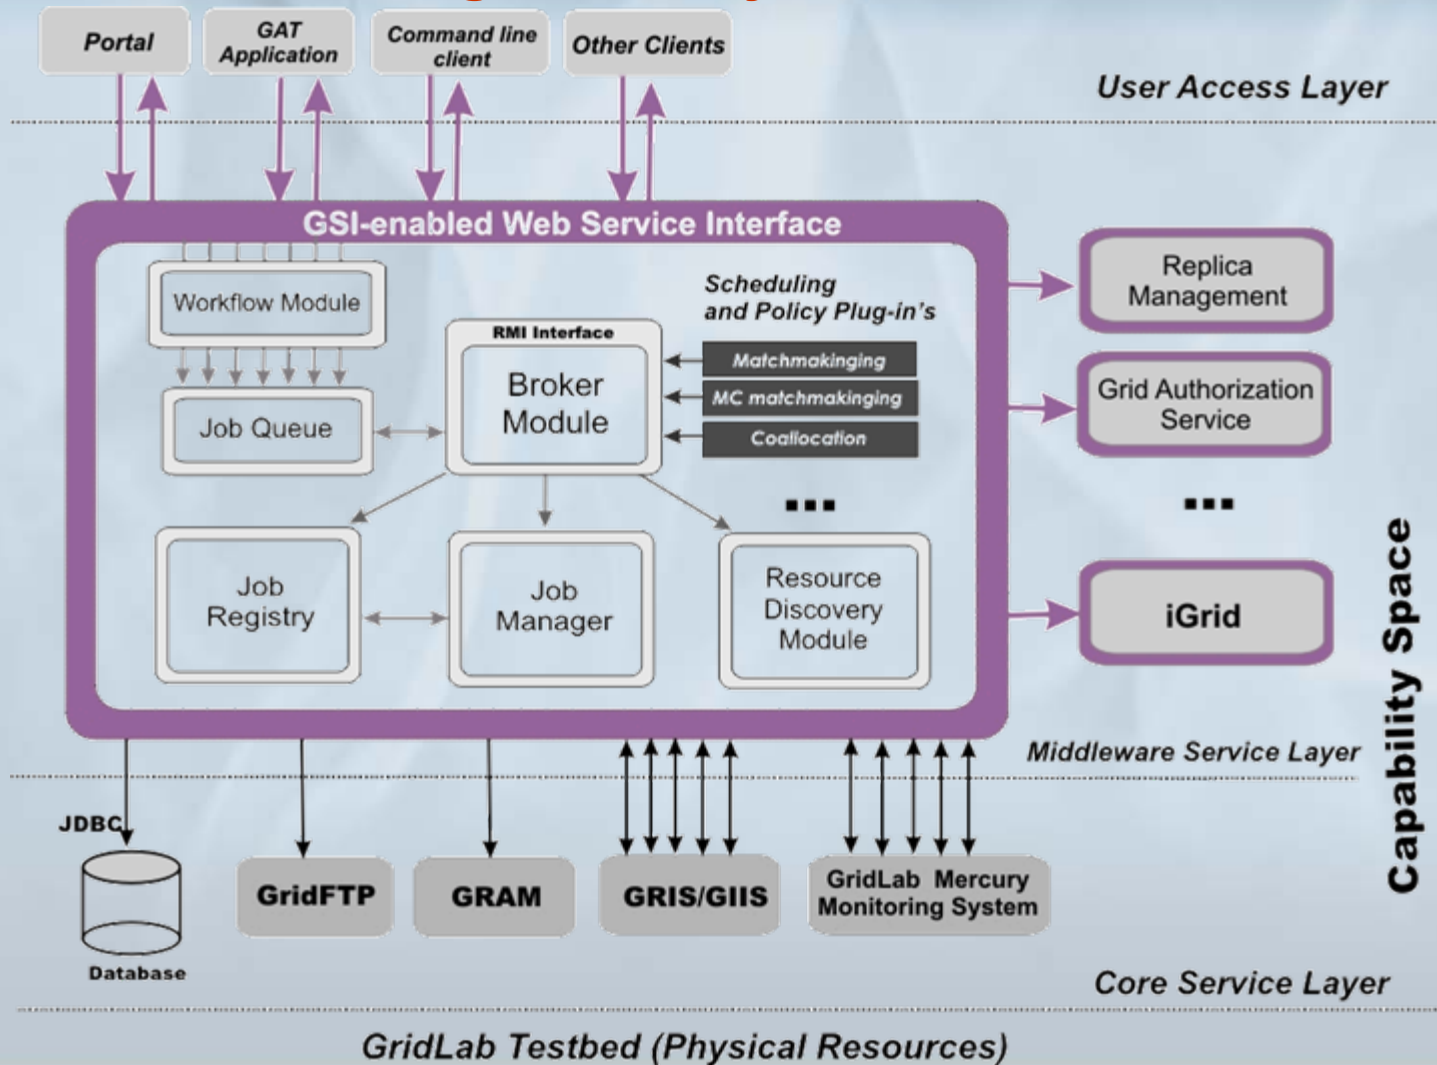 Portal
GAT
Application
Command line
client
Other Clients
User Access Layer
GSI-enabled Web Service Interface
Workflow Module
Scheduling
and Policy Plug-in's
RMI Interface
Broker
Module
Matchmakinging
MC matchmakinging
Coallocation
Job Queue
...
Job
Registry
Job
Manager
Resource
Discovery
Module
Replica
Management
Grid Authorization
Service
...
iGrid
Capability Space
Middleware Service Layer
JDBC
Database
GridFTP
GRAM
GRIS/GIIS
GridLab Mercury
Monitoring System
Core Service Layer
GridLab Testbed (Physical Resources)